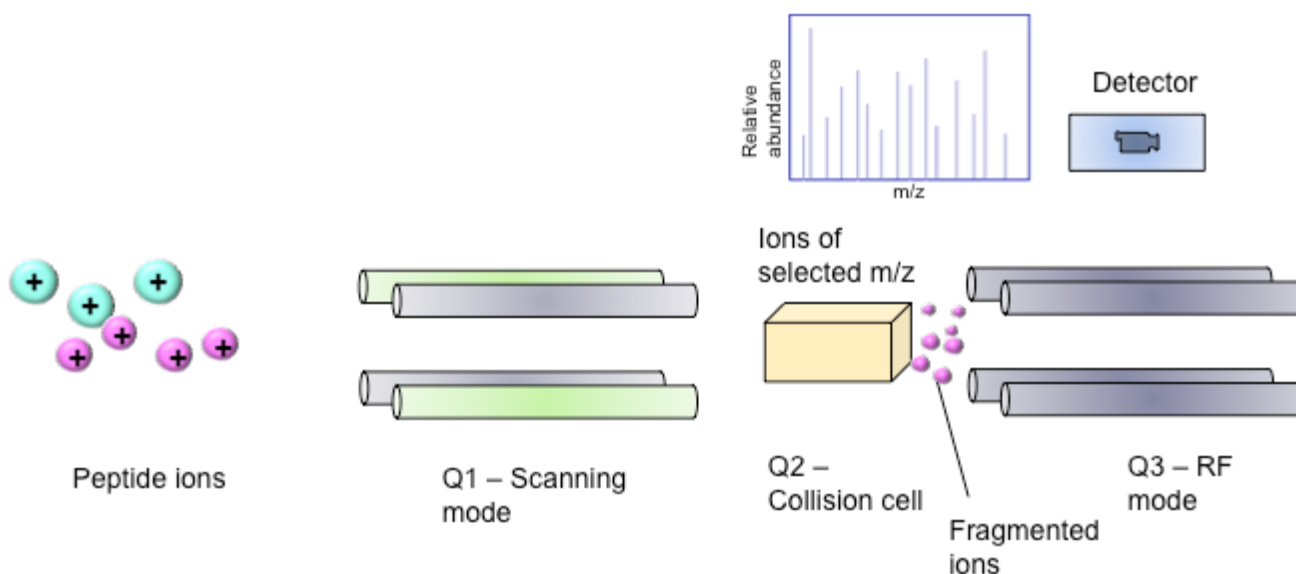 Relative
abundance
m/z
Detector
Ions of
selected m/z
+
+
+
+
+
+
+
Peptide ions
Q1 – Scanning
mode
Q2 –
Collision cell
Q3 – RF
mode
Fragmented
ions